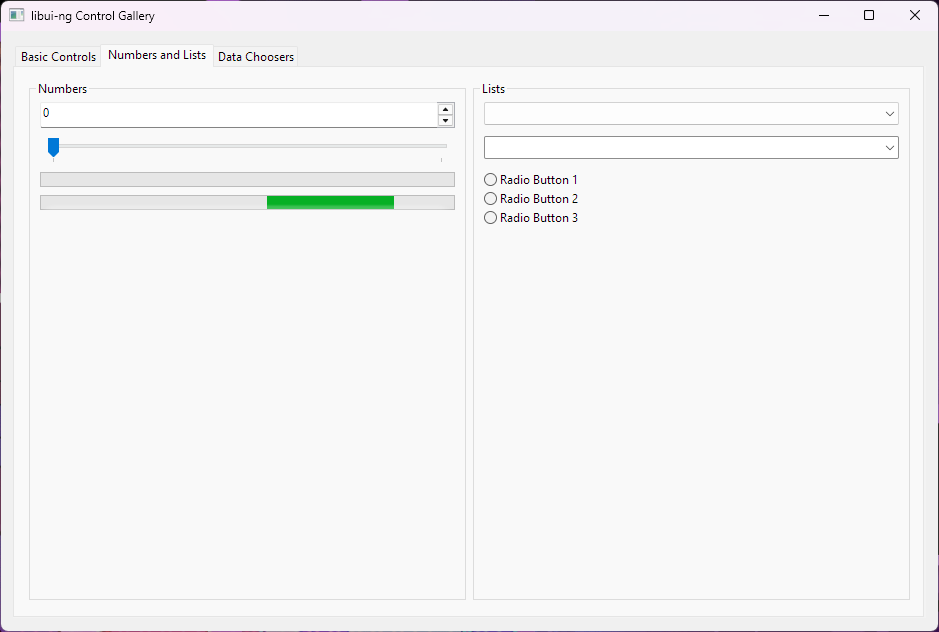 libui-ng Control Gallery
Basic Controls
Numbers and Lists
Data Choosers
Numbers
0
Lists
Radio Button 1
Radio Button 2
Radio Button 3